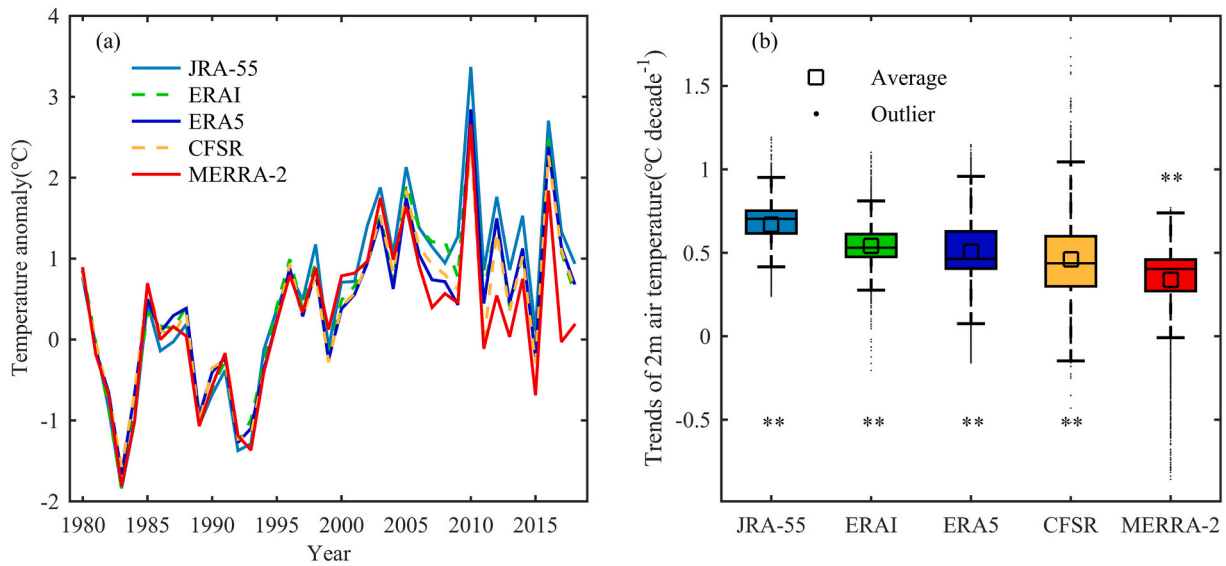 (a)
JRA-55
ERAI
ERA5
CFSR
MERRA-2
Temperature anomaly(℃)
4
3
2
1
0
-1
-2
1980 1985 1990 1995 2000 2005 2010 2015
Year
(b)
Average
Outlier
Trends of 2m air temperature(℃ decade-1)
1.5
1
0.5
0
-0.5
**
** ** ** **
JRA-55 ERAI ERA5 CFSR MERRA-2